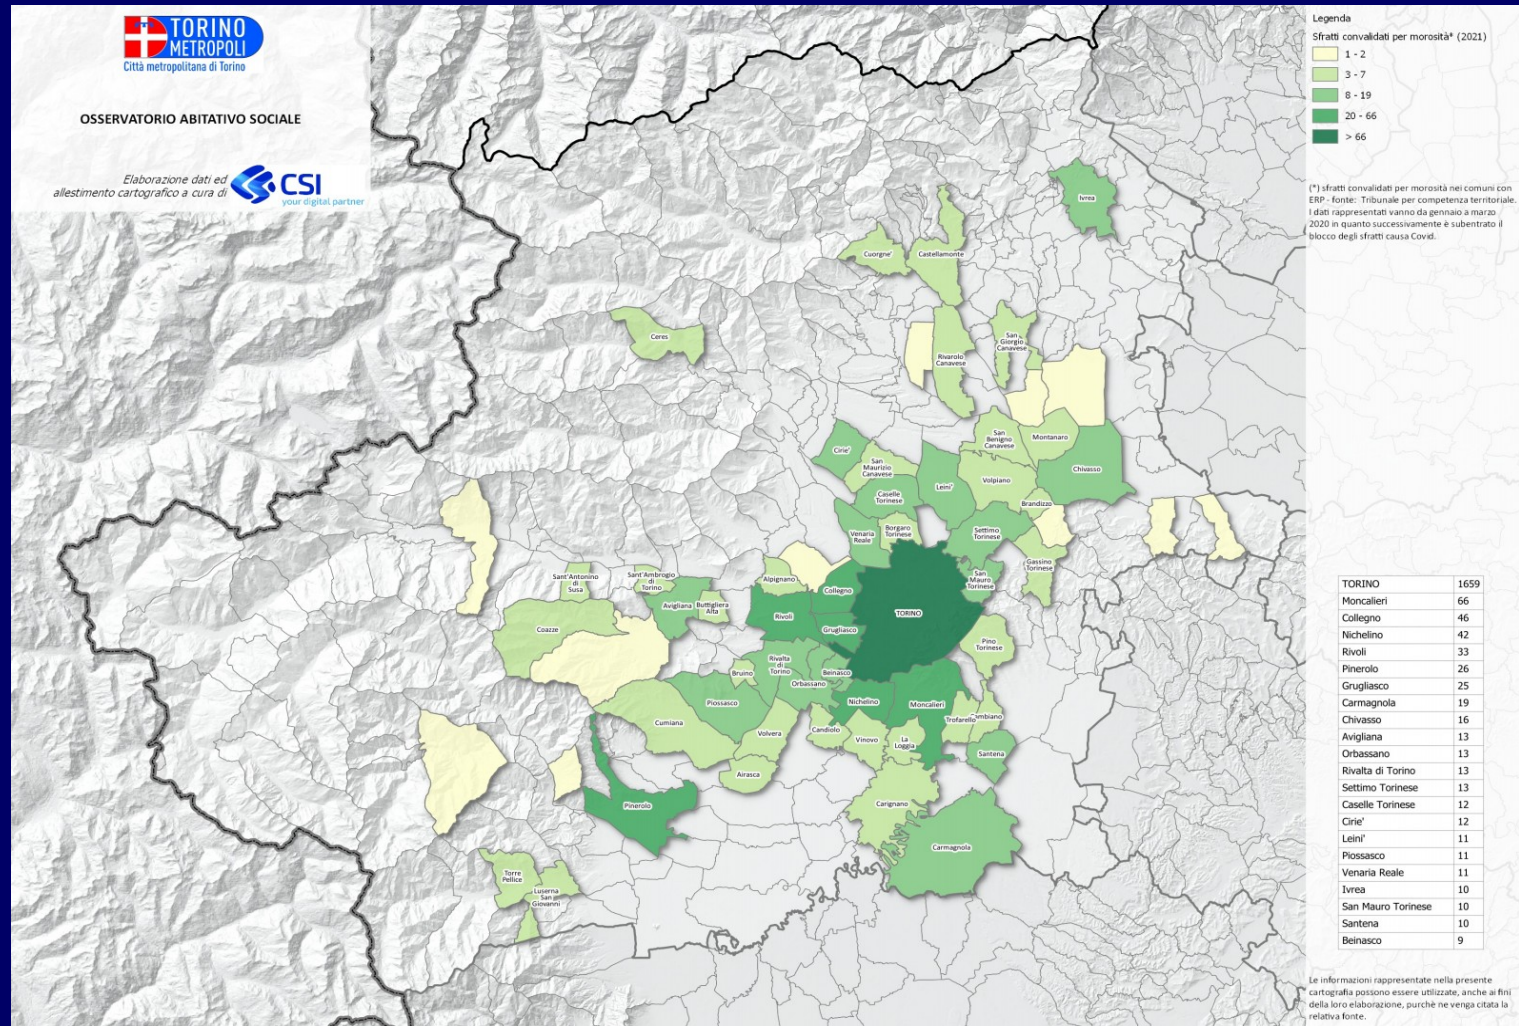 TORINO
METROPOLI
Città metropolitana di Torino
OSSERVATORIO ABITATIVO SOCIALE
Elaborazione dati ed
allestimento cartografico a cura di
CSI
your digital partner
Legenda
Sfratti convalidati per morosità* (2021)
1 - 2
3 - 7
8 - 19
20 - 66
> 66
(*) sfratti convalidati per morosità nei comuni con
ERP - fonte: Tribunale per competenza territoriale.
I dati rappresentati vanno da gennaio a marzo
2020 in quanto successivamente è subentrato il
blocco degli sfratti causa Covid.
Ivrea
Cuorgne'
Castellamonte
Ceres
Rivarolo
Canavese
San
Giorgio
Canavese
San
Benigno
Canavese
Montanaro
Cirie'
San
Maurizio
Canavese
Leini'
Volpiano
Chivasso
Caselle
Torinese
Brandizzo
Venaria
Reale
Borgaro
Torinese
Settimo
Torinese
Gassino
Torinese
San
Mauro
Torinese
Sant'Antonino
di
Susa
Sant'Ambrogio
di
Torino
Alpignano
Collegno
Avigliana
Buttigliera
Alta
Rivoli
TORINO
Coazze
Grugliasco
Pino
Torinese
Bruino
Rivalta
di
Torino
Beinasco
Orbassano
Piossasco
Nichelino
Moncalieri
Cumiana
Volvera
Candiolo
Vinovo
La
Loggia
Trofarello
Cambiano
Santena
Airasca
Pinerolo
Carignano
Carmagnola
Torre
Pellice
Luserna
San
Giovanni
TORINO 1659
Moncalieri 66
Collegno 46
Nichelino 42
Rivoli 33
Pinerolo 26
Grugliasco 25
Carmagnola 19
Chivasso 16
Avigliana 13
Orbassano 13
Rivalta di Torino 13
Settimo Torinese 13
Caselle Torinese 12
Cirie' 12
Leini' 11
Piossasco 11
Venaria Reale 11
Ivrea 10
San Mauro Torinese 10
Santena 10
Beinasco 9
Le informazioni rappresentate nella presente
cartografia possono essere utilizzate, anche ai fini
della loro elaborazione, purchè ne venga citata la
relativa fonte.